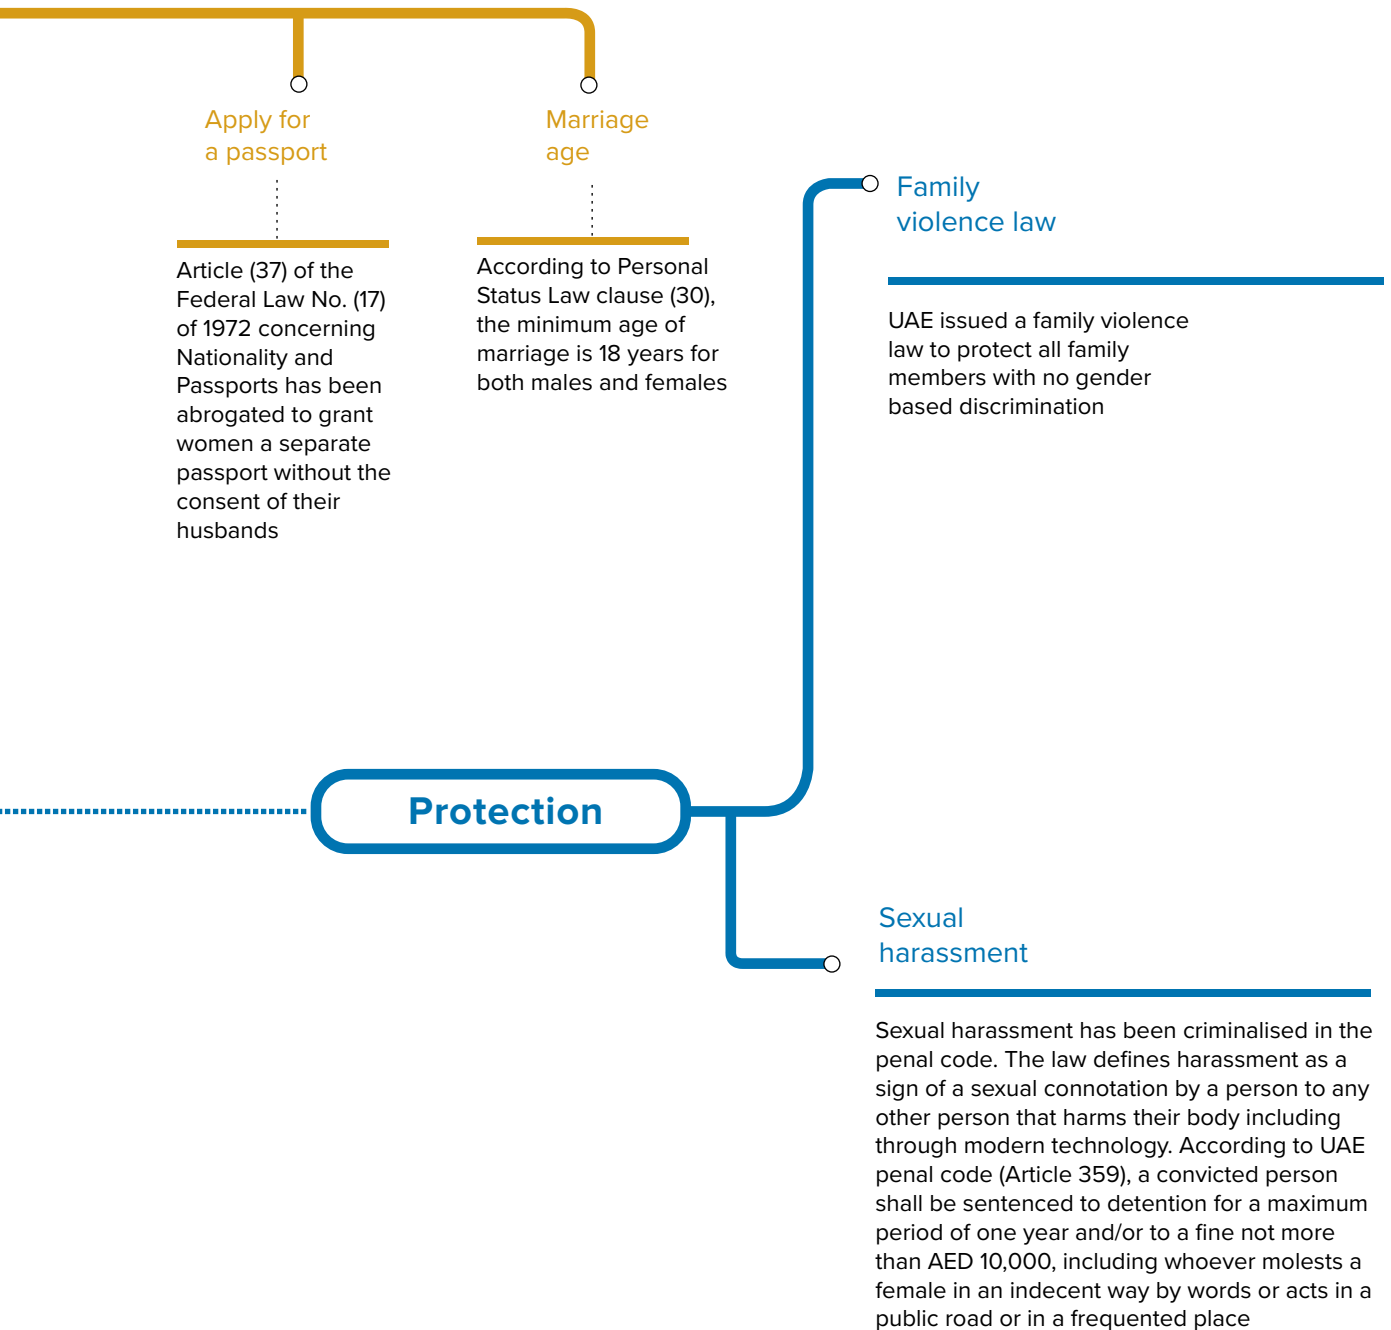 Apply for
a passport
Article (37) of the
Federal Law No. (17)
of 1972 concerning
Nationality and
Passports has been
abrogated to grant
women a separate
passport without the
consent of their
husbands
Marriage
age
According to Personal
Status Law clause (30),
the minimum age of
marriage is 18 years for
both males and females
Family
violence law
UAE issued a family violence
law to protect all family
members with no gender
based discrimination
Protection
Sexual
harassment
Sexual harassment has been criminalised in the
penal code. The law defines harassment as a
sign of a sexual connotation by a person to any
other person that harms their body including
through modern technology. According to UAE
penal code (Article 359), a convicted person
shall be sentenced to detention for a maximum
period of one year and/or to a fine not more
than AED 10,000, including whoever molests a
female in an indecent way by words or acts in a
public road or in a frequented place